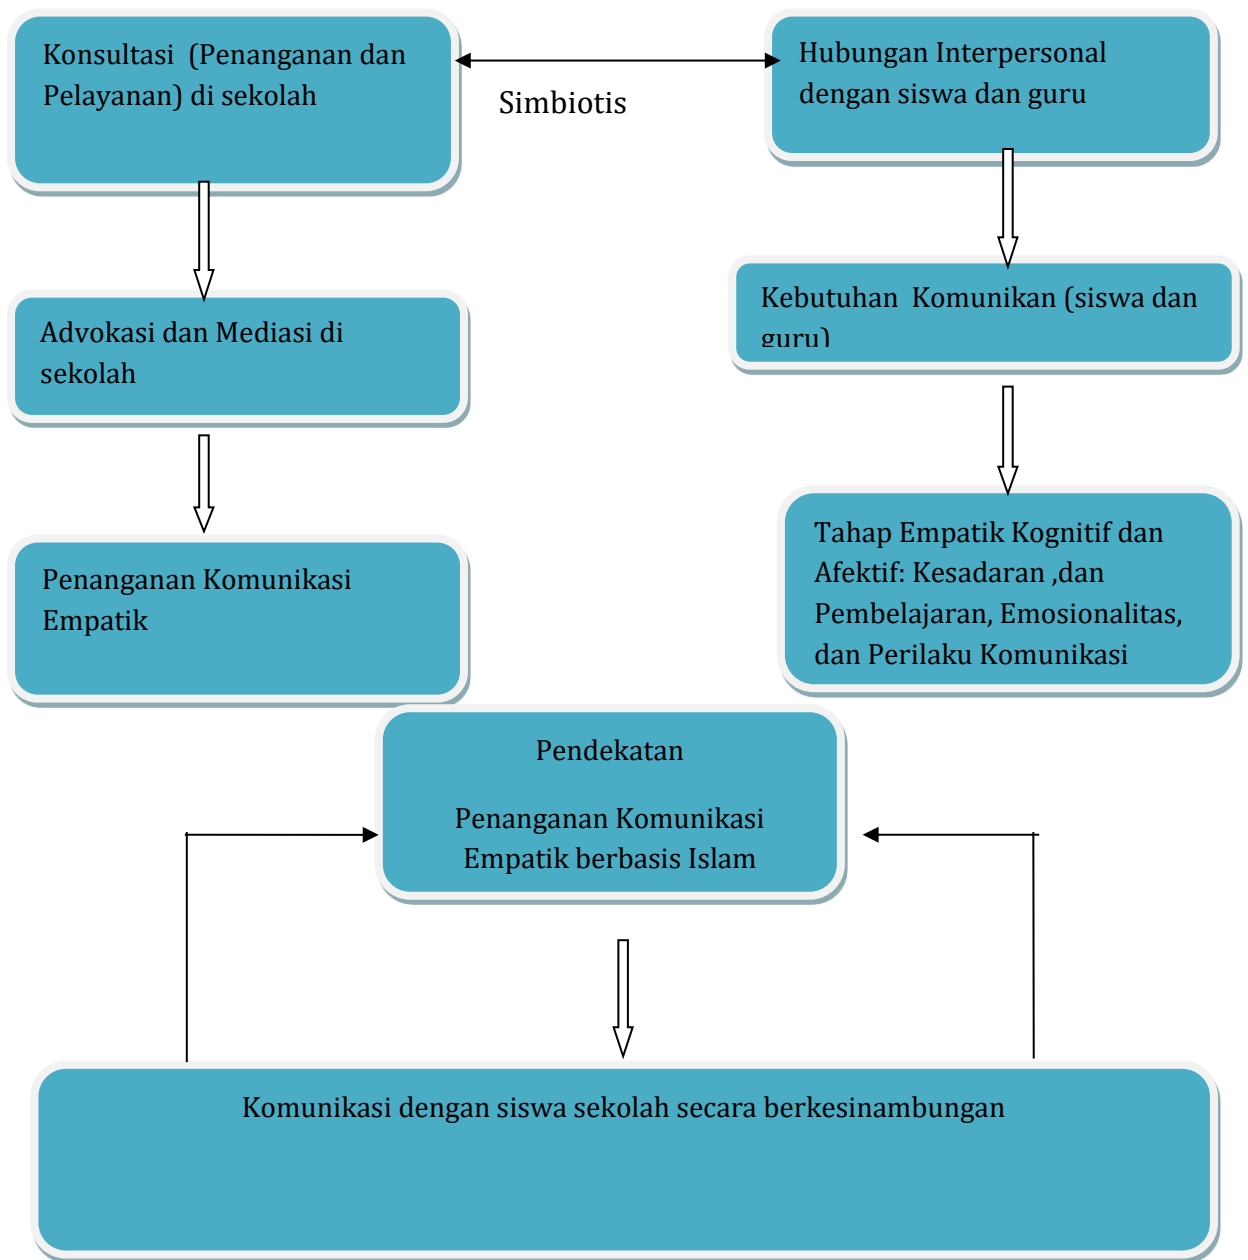 Konsultasi  (Penanganan dan
Pelayanan) di sekolah
Simbiotis
Hubungan Interpersonal
dengan siswa dan guru
Advokasi dan Mediasi di
sekolah
Kebutuhan  Komunikan (siswa dan
guru)
Penanganan Komunikasi
Empatik
Tahap Empatik Kognitif dan
Afektif: Kesadaran ,dan
Pembelajaran, Emosionalitas,
dan Perilaku Komunikasi
Pendekatan
Penanganan Komunikasi
Empatik berbasis Islam
Komunikasi dengan siswa sekolah secara berkesinambungan